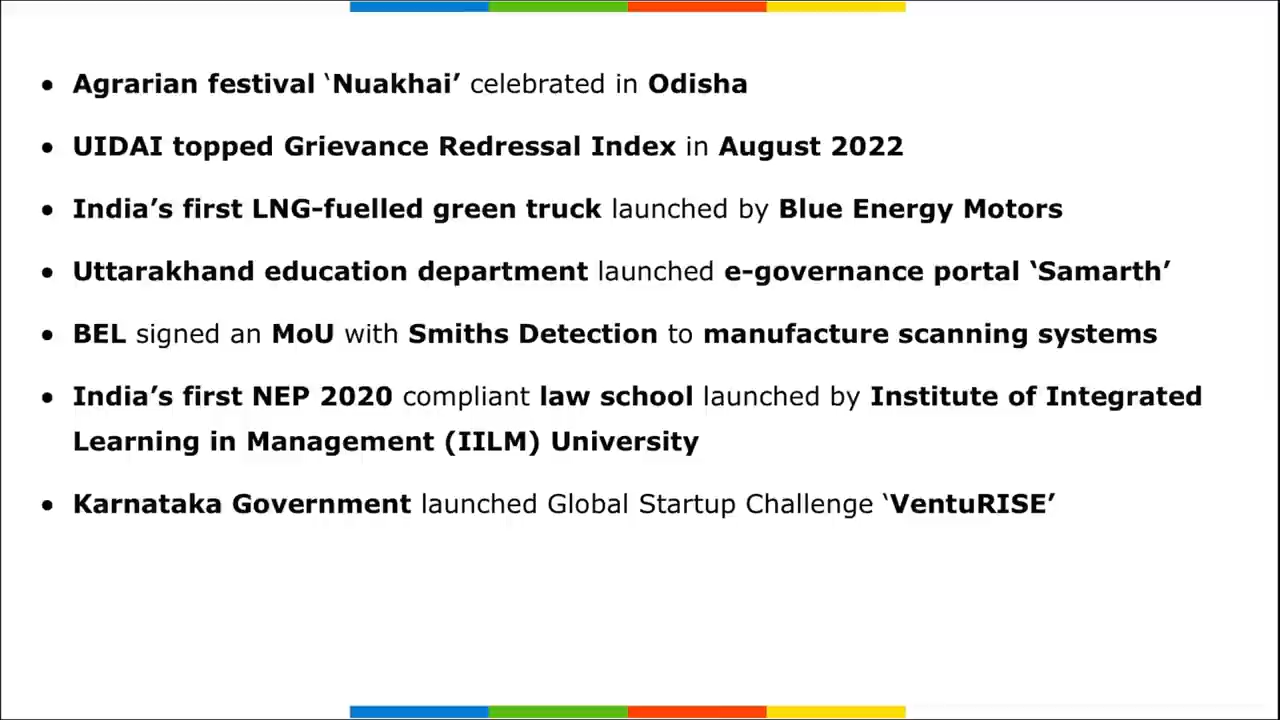 • Agrarian festival ‘Nuakhai’ celebrated in Odisha
• UIDAI topped Grievance Redressal Index in August 2022
• India’s first LNG-fuelled green truck launched by Blue Energy Motors
• Uttarakhand education department launched e-governance portal ‘Samarth’
• BEL signed an MoU with Smiths Detection to manufacture scanning systems
• India’s first NEP 2020 compliant law school launched by Institute of Integrated
Learning in Management (IILM) University
• Karnataka Government launched Global Startup Challenge ‘VentuRISE’